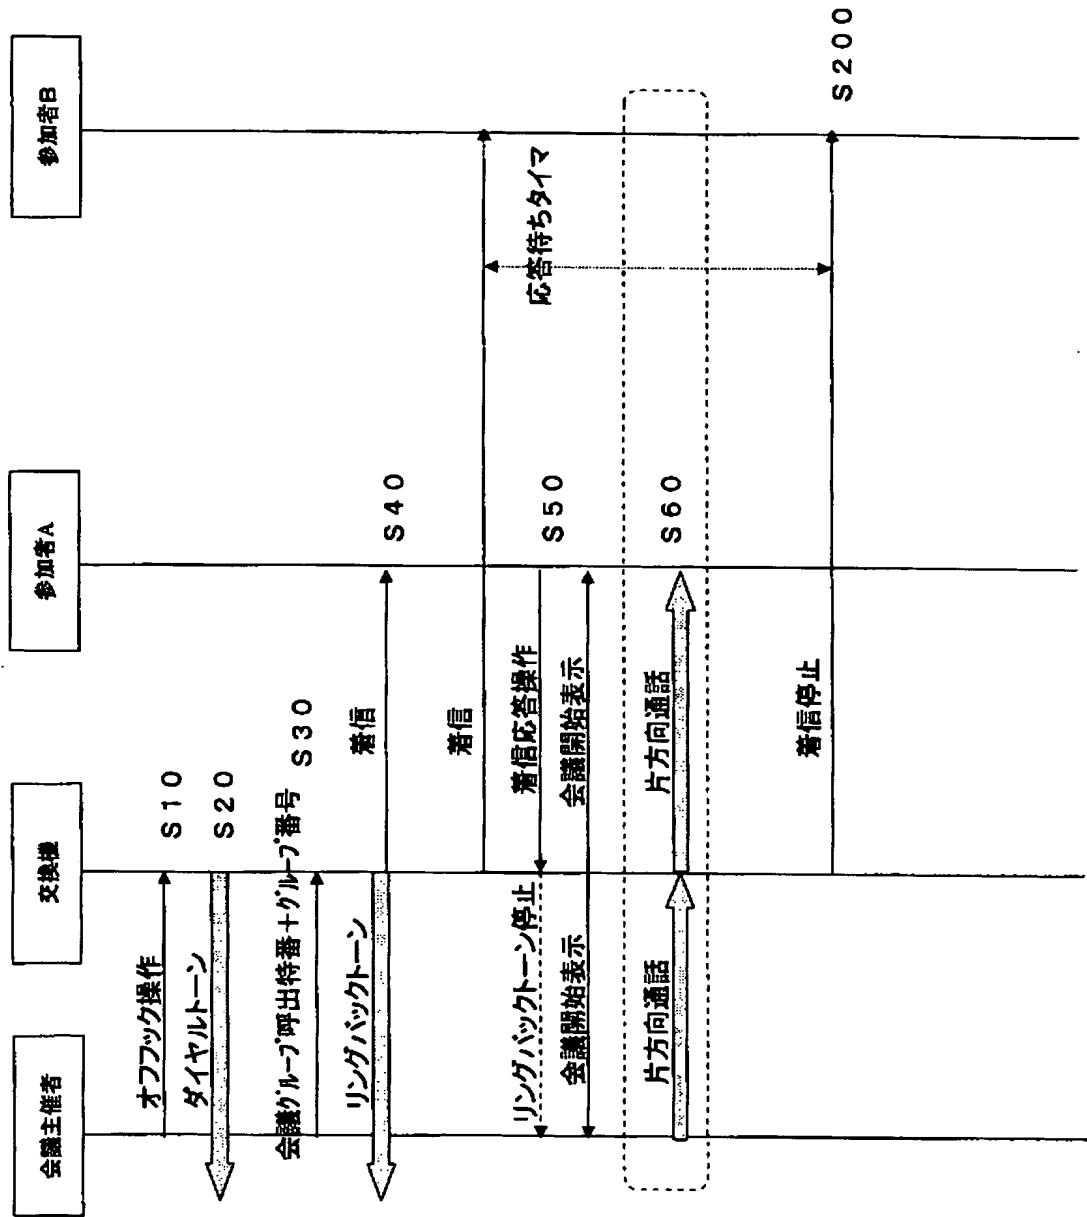 会議主催者
交換機
参加者A
参加者B
オフフック操作
S10
ダイヤルトーン
S20
会議グループ呼出特番+グループ番号
S30
リングバックトーン
着信
S40
着信
リングバックトーン停止
着信応答操作
S50
応答待ちタイマ
会議開始表示
会議開始表示
片方向通話
片方向通話
S60
着信停止
S200